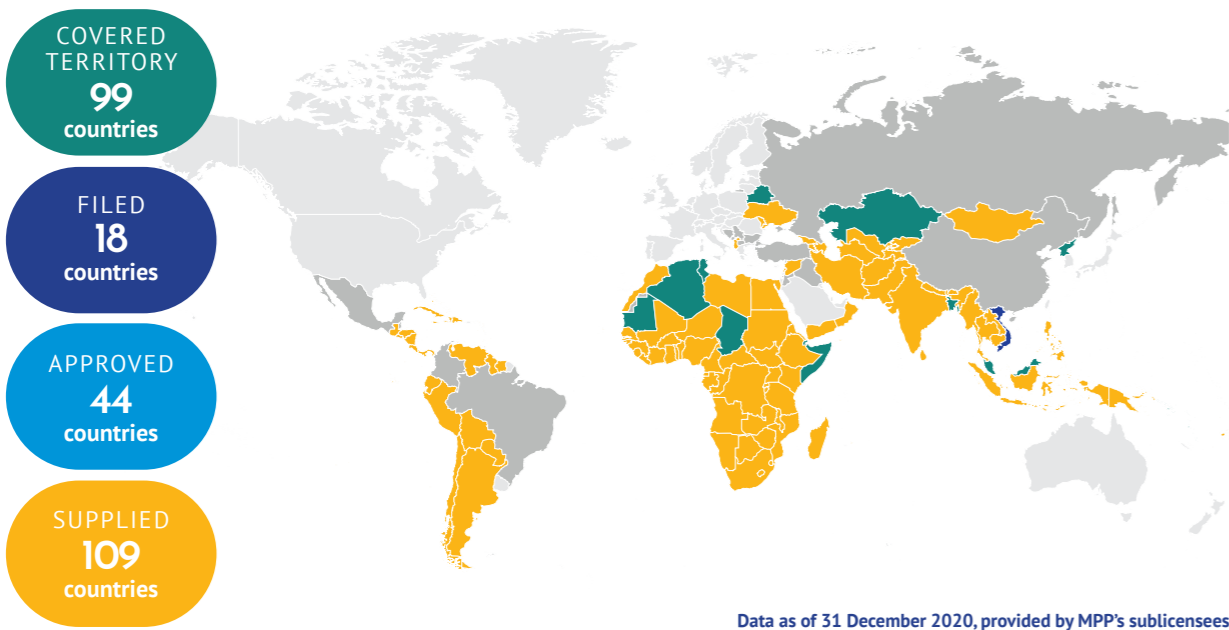 COVERED
TERRITORY
99
countries
FILED
18
countries
APPROVED
44
countries
SUPPLIED
109
countries
Data as of 31 December 2020, provided by MPP's sublicensees